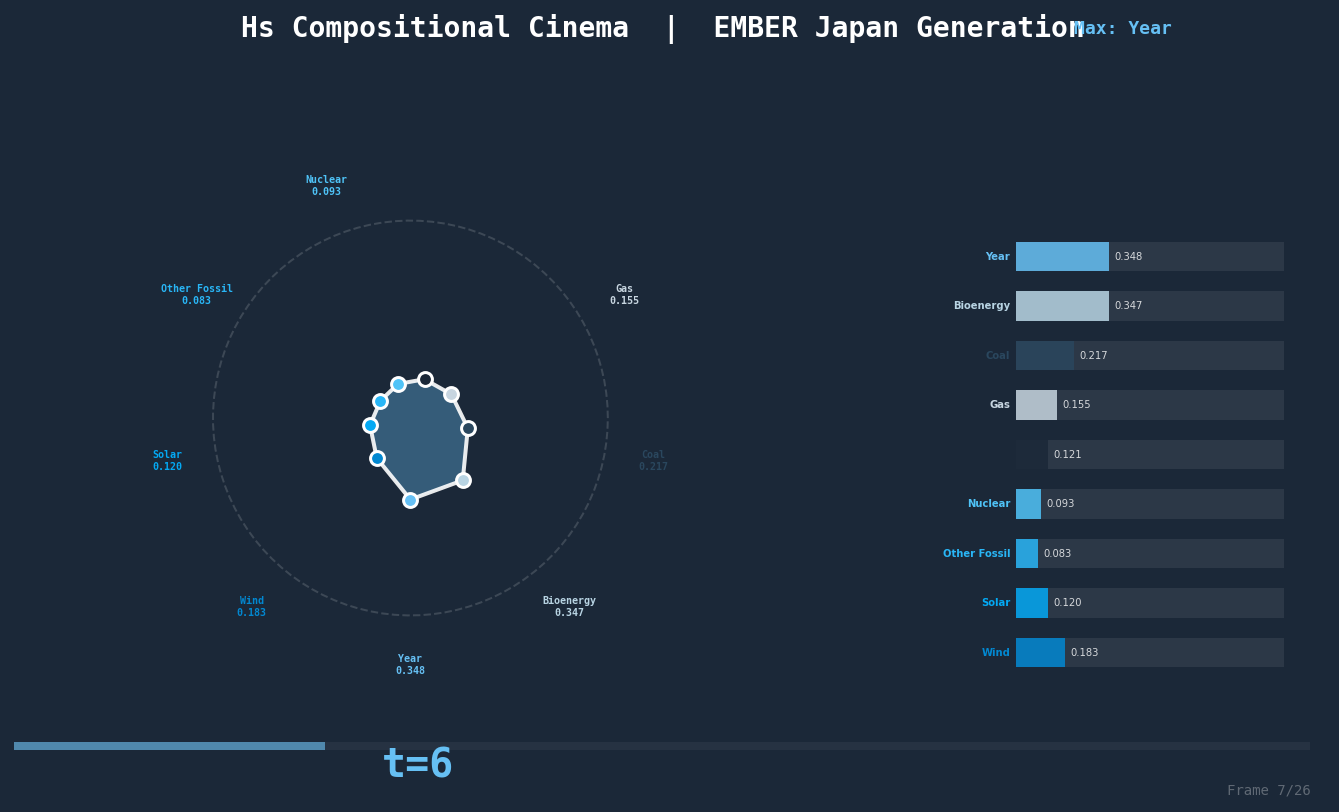 Hs Compositional Cinema | EMBER Japan Generation
Max: Year
Nuclear
0.093
Other Fossil
0.083
Gas
0.155
Solar
0.120
Coal
0.217
Wind
0.183
Bioenergy
0.347
Year
0.348
Year 0.348
Bioenergy 0.347
Coal 0.217
Gas 0.155
0.121
Nuclear 0.093
Other Fossil 0.083
Solar 0.120
Wind 0.183
t=6
Frame 7/26